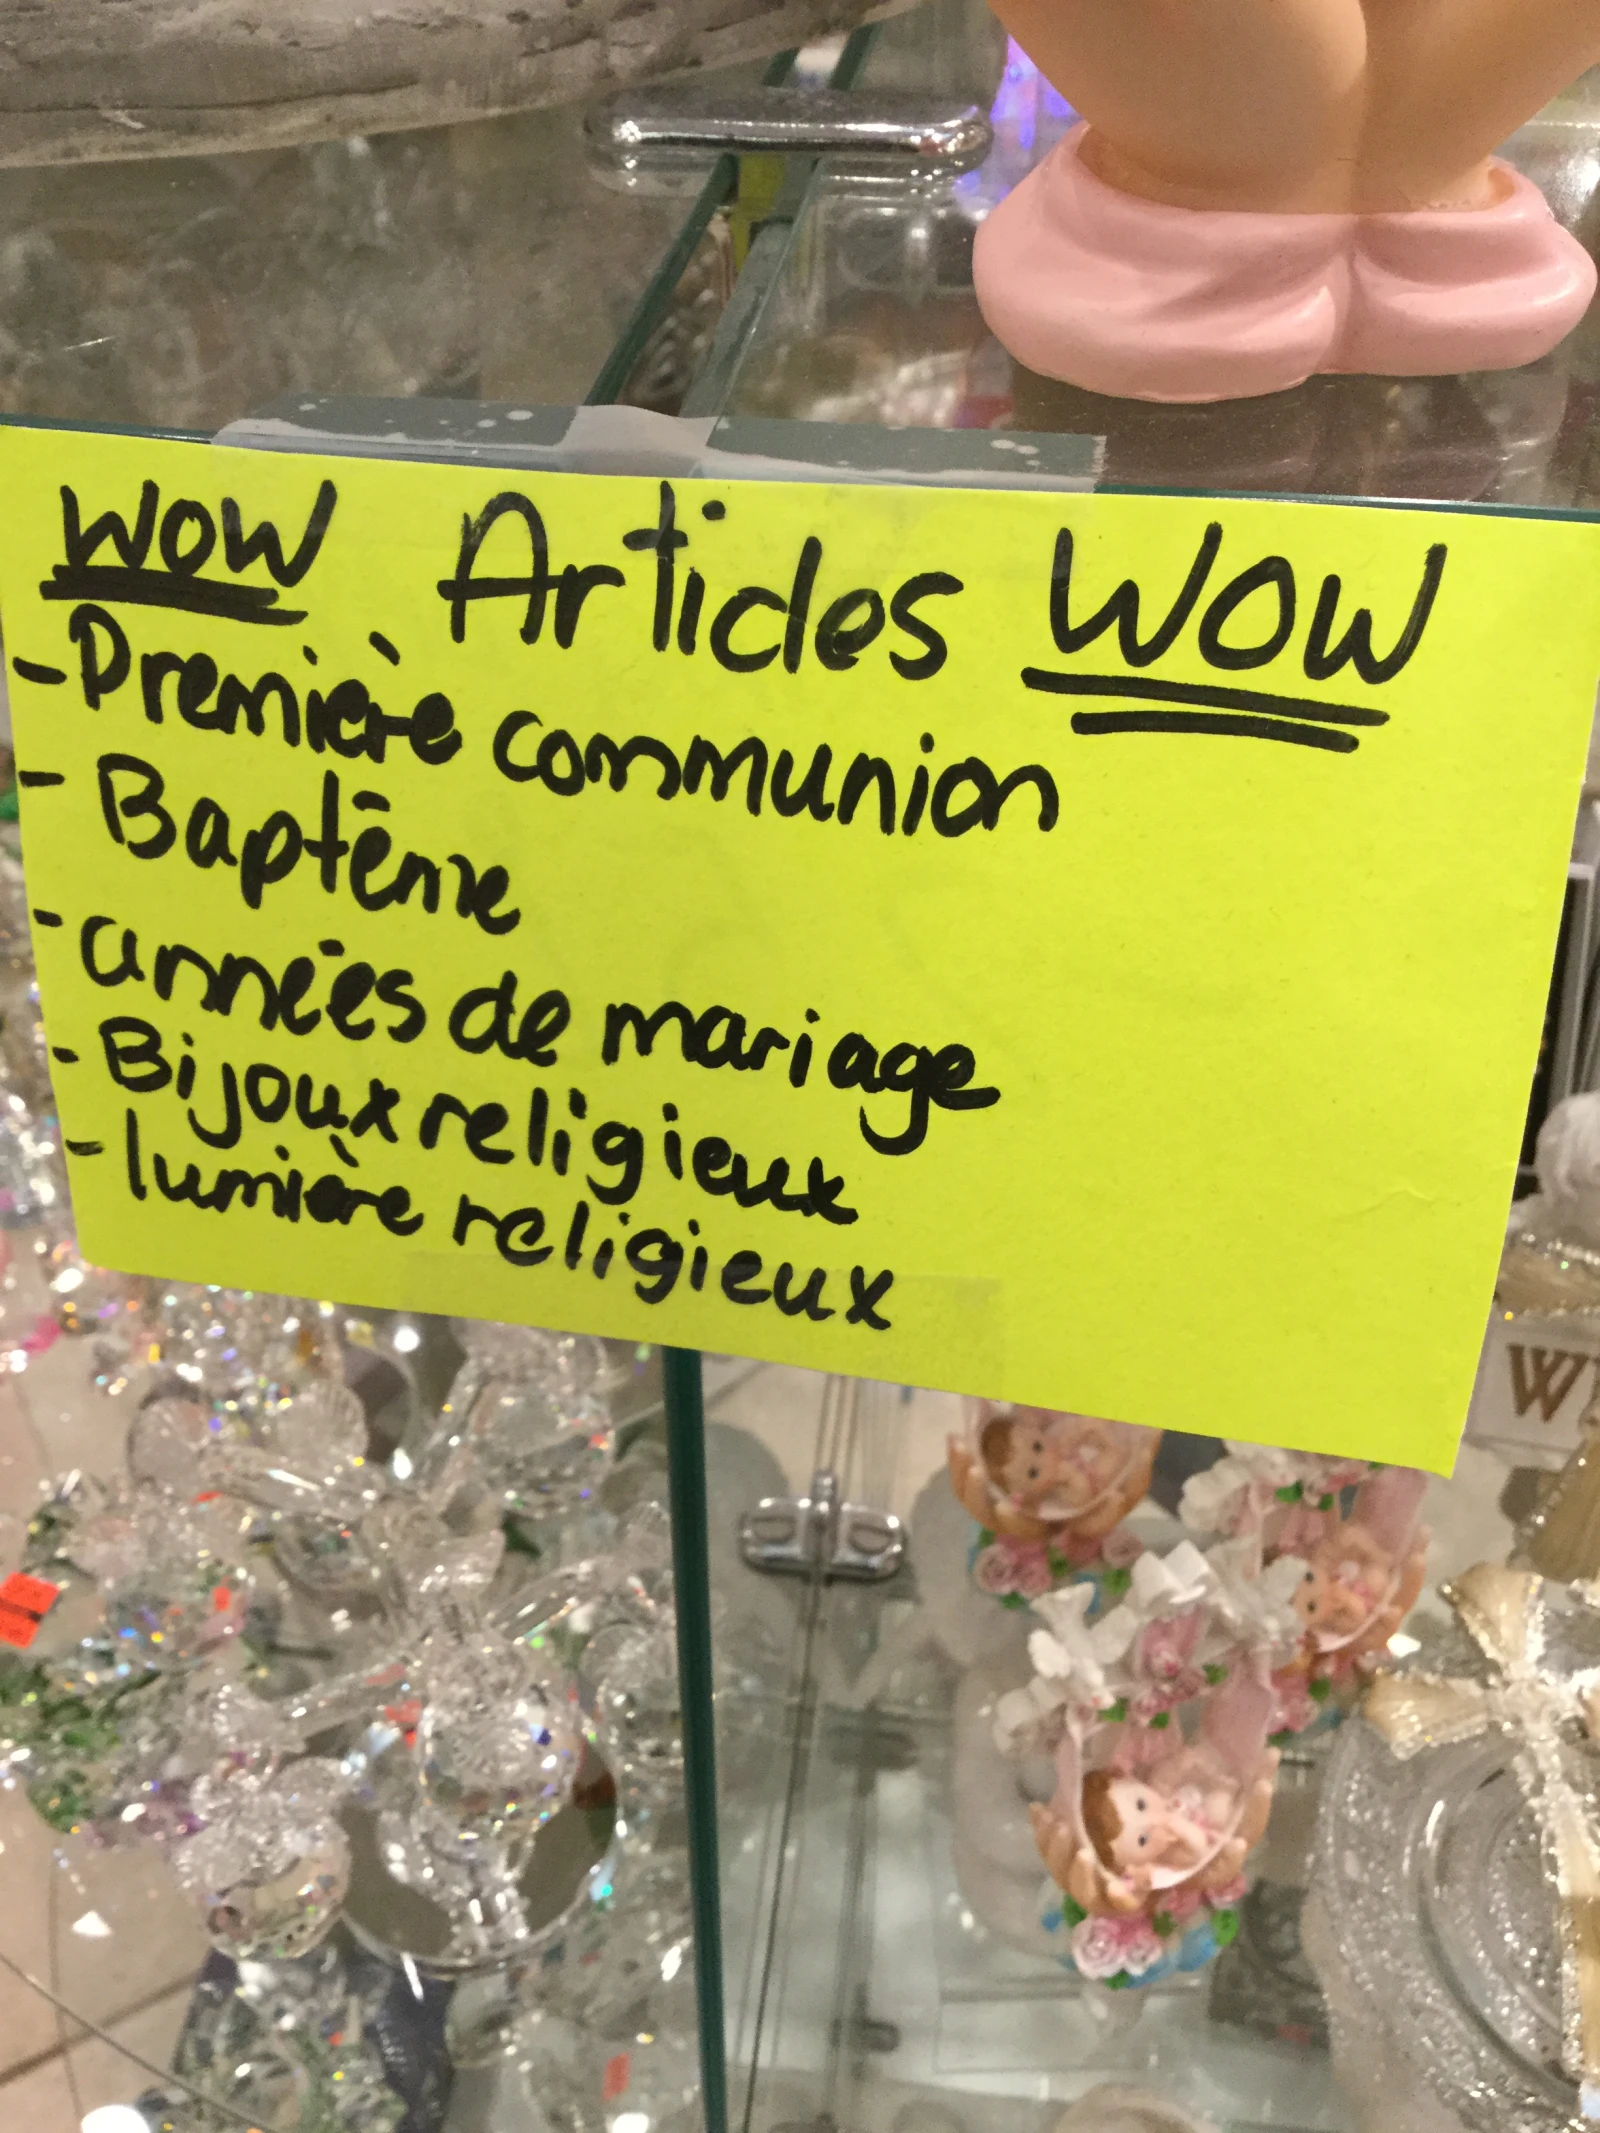 WOW Articles WOW
- Première communion
- Baptême
- années de mariage
- Bijoux religieux
- lumière religieux
W